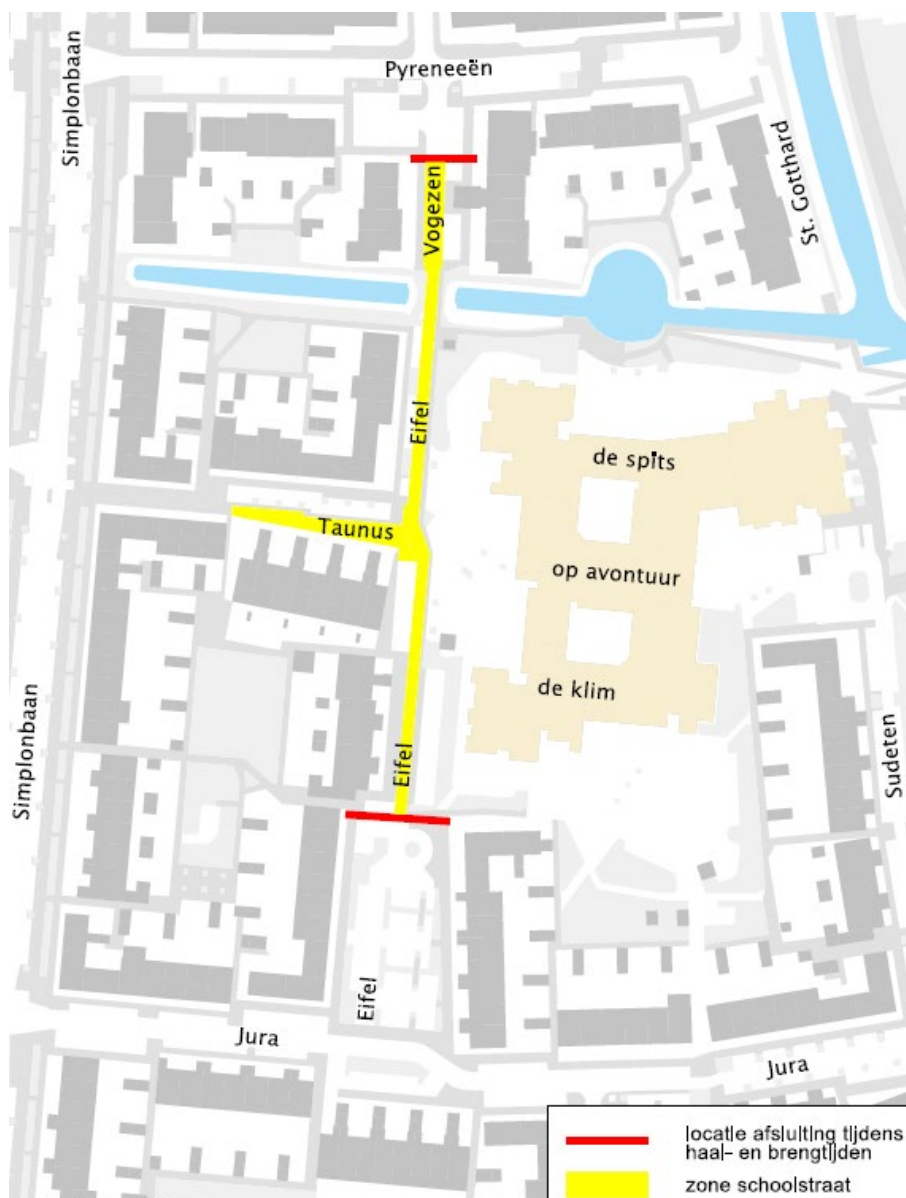 Pyreneeën
Simplonbaan
Vogezen
St. Gotthard
Eifel
de spits
Taunus
op avontuur
de klim
Simplonbaan
Eifel
Sudeten
Eifel
Jura
Jura
locatie afsluiting tijdens
haal- en brengtijden
zone schoolstraat